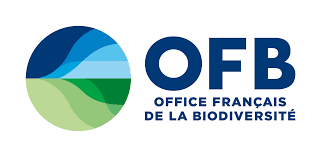 OFB
OFFICE FRANÇAIS
DE LA BIODIVERSITÉ